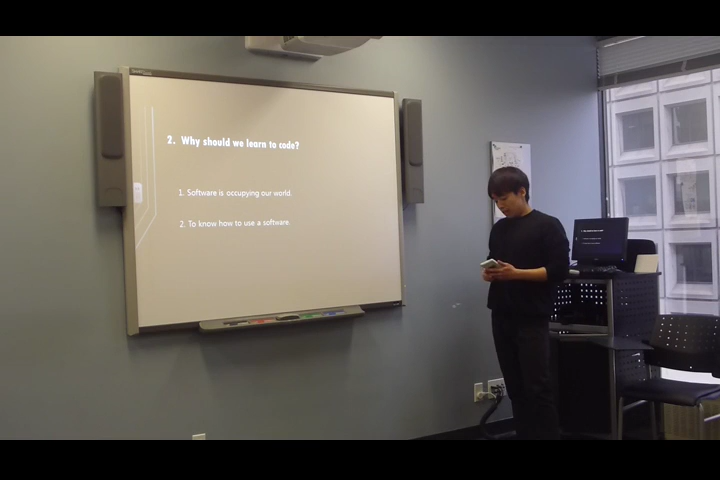 2. Why should we learn to code?
1. Software is occupying our world.
2. To know how to use a software.